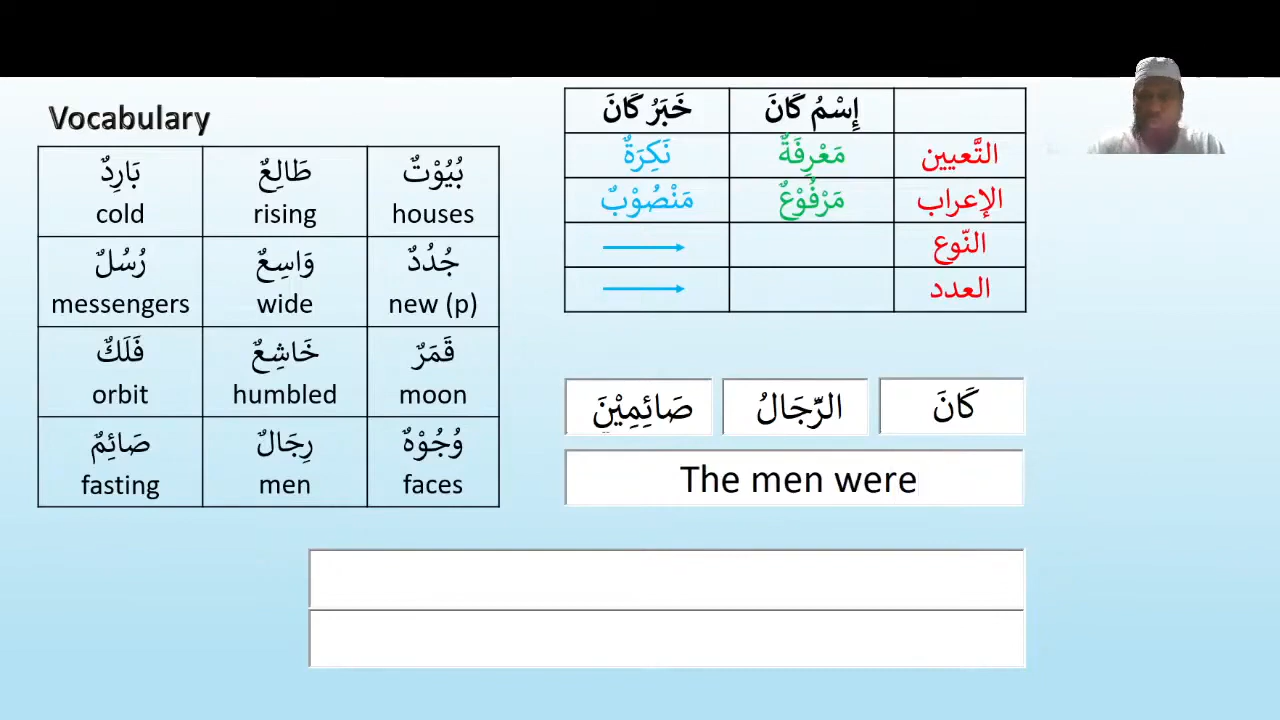 Vocabulary
بَارِدٌ طَالِعٌ بُيُوْتٌ
cold rising houses
رُسُلٌ وَاسِعٌ جُدُدٌ
messengers wide new (p)
فَلَكٌ خَاشِعٌ قَمَرٌ
orbit humbled moon
صَائِمٌ رِجَالٌ وُجُوْهٌ
fasting men faces
إِسْمُ كَانَ خَبَرُ كَانَ
التَّعيين مَعْرِفَةٌ نَكِرَةٌ
الإعراب مَرْفُوْعٌ مَنْصُوْبٌ
النّوع
العدد
كَانَ الرِّجَالُ صَائِمِيْنَ
The men were